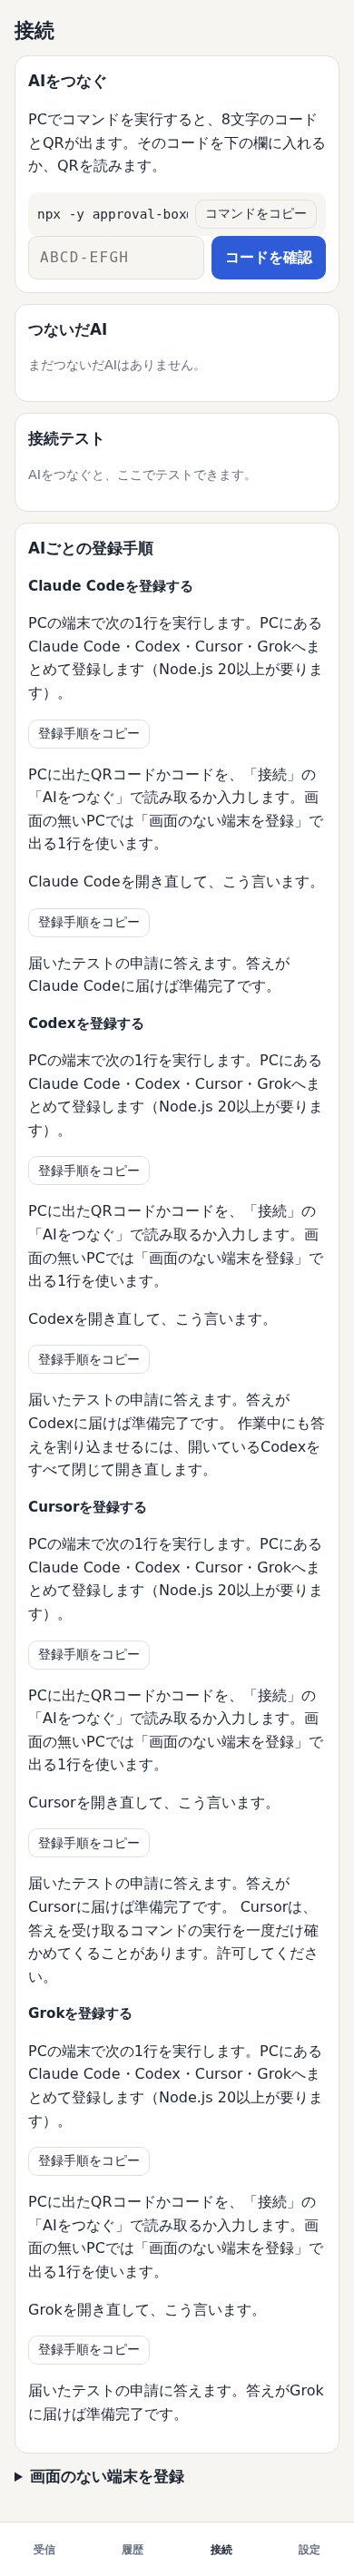 接続
AIをつなぐ
PCでコマンドを実行すると、8文字のコード
とQRが出ます。そのコードを下の欄に入れる
か、QRを読みます。
npx -y approval-box コマンドをコピー
ABCD-EFGH コードを確認
つないだAI
まだつないだAIはありません。
接続テスト
AIをつなぐと、ここでテストできます。
AIごとの登録手順
Claude Codeを登録する
PCの端末で次の1行を実行します。PCにある
Claude Code・Codex・Cursor・Grokへま
とめて登録します（Node.js 20以上が要りま
す）。
登録手順をコピー
PCに出たQRコードかコードを、「接続」の
「AIをつなぐ」で読み取るか入力します。画
面の無いPCでは「画面のない端末を登録」で
出る1行を使います。
Claude Codeを開き直して、こう言います。
登録手順をコピー
届いたテストの申請に答えます。答えが
Claude Codeに届けば準備完了です。
Codexを登録する
PCの端末で次の1行を実行します。PCにある
Claude Code・Codex・Cursor・Grokへま
とめて登録します（Node.js 20以上が要りま
す）。
登録手順をコピー
PCに出たQRコードかコードを、「接続」の
「AIをつなぐ」で読み取るか入力します。画
面の無いPCでは「画面のない端末を登録」で
出る1行を使います。
Codexを開き直して、こう言います。
登録手順をコピー
届いたテストの申請に答えます。答えが
Codexに届けば準備完了です。 作業中にも答
えを割り込ませるには、開いているCodexを
すべて閉じて開き直します。
Cursorを登録する
PCの端末で次の1行を実行します。PCにある
Claude Code・Codex・Cursor・Grokへま
とめて登録します（Node.js 20以上が要りま
す）。
登録手順をコピー
PCに出たQRコードかコードを、「接続」の
「AIをつなぐ」で読み取るか入力します。画
面の無いPCでは「画面のない端末を登録」で
出る1行を使います。
Cursorを開き直して、こう言います。
登録手順をコピー
届いたテストの申請に答えます。答えが
Cursorに届けば準備完了です。 Cursorは、
答えを受け取るコマンドの実行を一度だけ確
かめてくることがあります。許可してくださ
い。
Grokを登録する
PCの端末で次の1行を実行します。PCにある
Claude Code・Codex・Cursor・Grokへま
とめて登録します（Node.js 20以上が要りま
す）。
登録手順をコピー
PCに出たQRコードかコードを、「接続」の
「AIをつなぐ」で読み取るか入力します。画
面の無いPCでは「画面のない端末を登録」で
出る1行を使います。
Grokを開き直して、こう言います。
登録手順をコピー
届いたテストの申請に答えます。答えがGrok
に届けば準備完了です。
▶ 画面のない端末を登録
受信 履歴 接続 設定